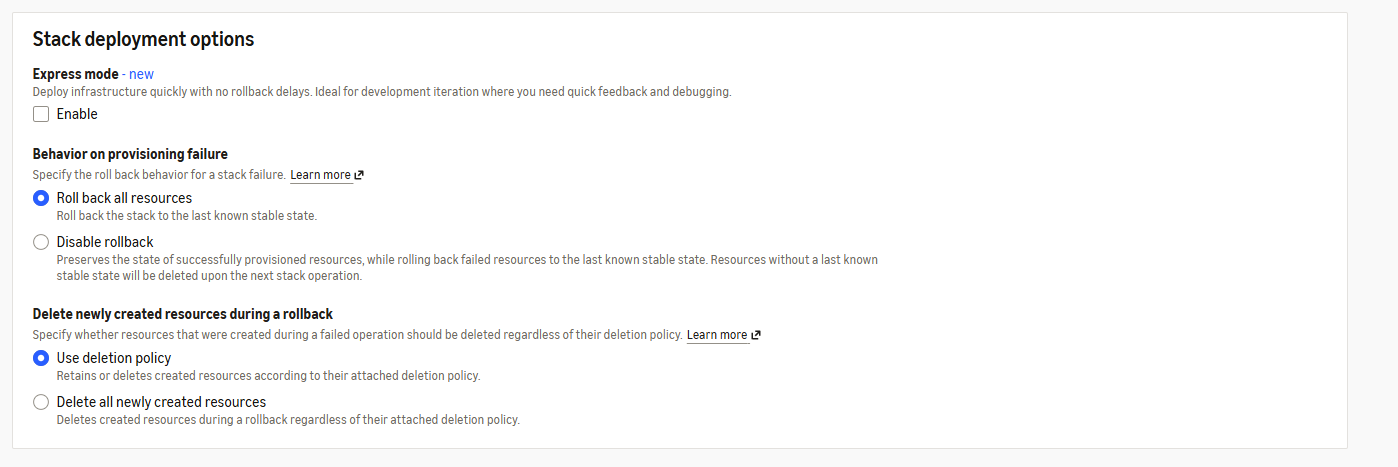 Stack deployment options
Express mode - new
Deploy infrastructure quickly with no rollback delays. Ideal for development iteration where you need quick feedback and debugging.
Enable
Behavior on provisioning failure
Specify the roll back behavior for a stack failure. Learn more
Roll back all resources
Roll back the stack to the last known stable state.
Disable rollback
Preserves the state of successfully provisioned resources, while rolling back failed resources to the last known stable state. Resources without a last known
stable state will be deleted upon the next stack operation.
Delete newly created resources during a rollback
Specify whether resources that were created during a failed operation should be deleted regardless of their deletion policy. Learn more
Use deletion policy
Retains or deletes created resources according to their attached deletion policy.
Delete all newly created resources
Deletes created resources during a rollback regardless of their attached deletion policy.